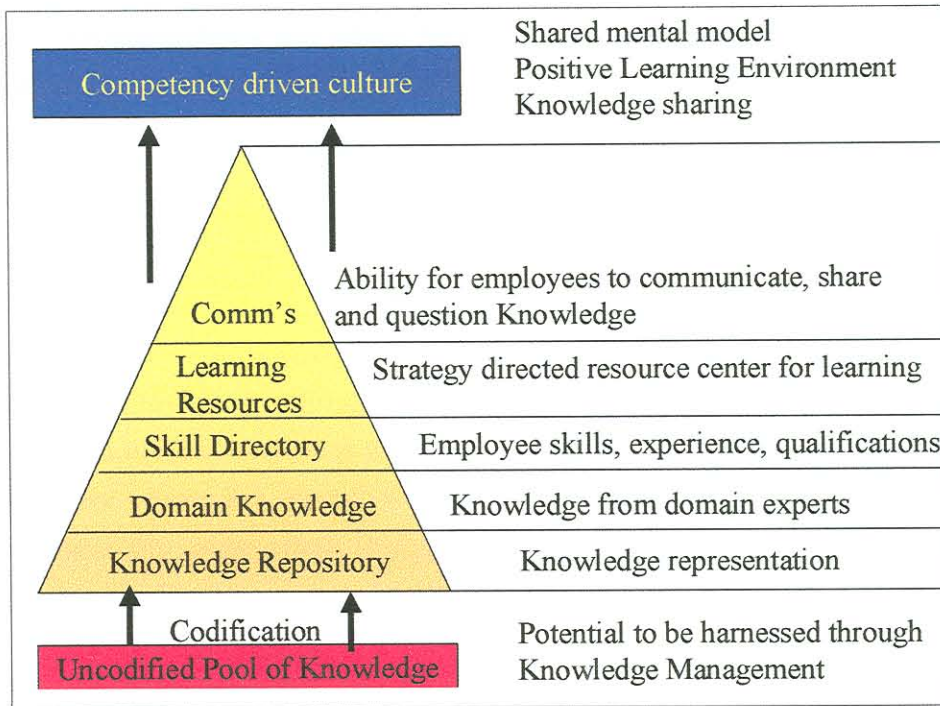 Competency driven culture
Shared mental model
Positive Learning Environment
Knowledge sharing
Comm's
Ability for employees to communicate, share
and question Knowledge
Learning
Resources
Strategy directed resource center for learning
Skill Directory
Employee skills, experience, qualifications
Domain Knowledge
Knowledge from domain experts
Knowledge Repository
Knowledge representation
Codification
Uncodified Pool of Knowledge
Potential to be harnessed through
Knowledge Management